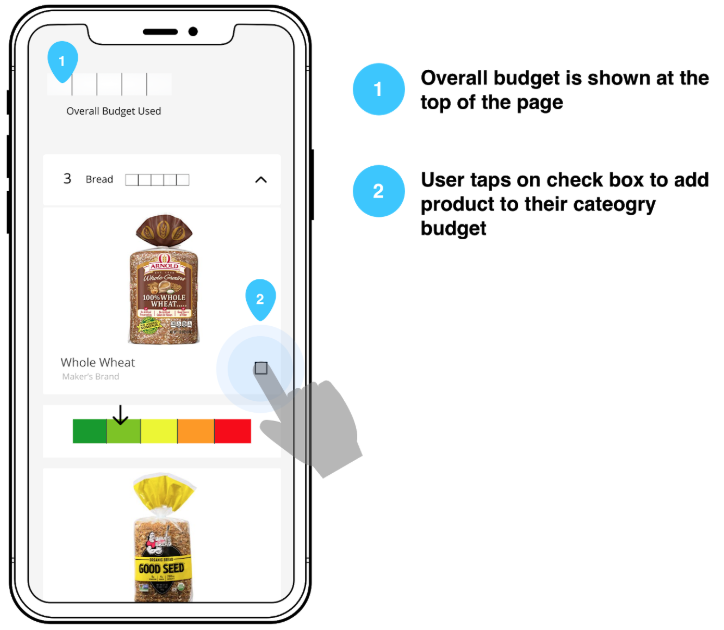 1
Overall Budget Used
3 Bread
ARNOLD
Whole Grains
100% WHOLE
WHEAT
2
Whole Wheat
Maker's Brand
ORGANIC BREAD
GOOD SEED
1
Overall budget is shown at the
top of the page
2
User taps on check box to add
product to their cateogry
budget